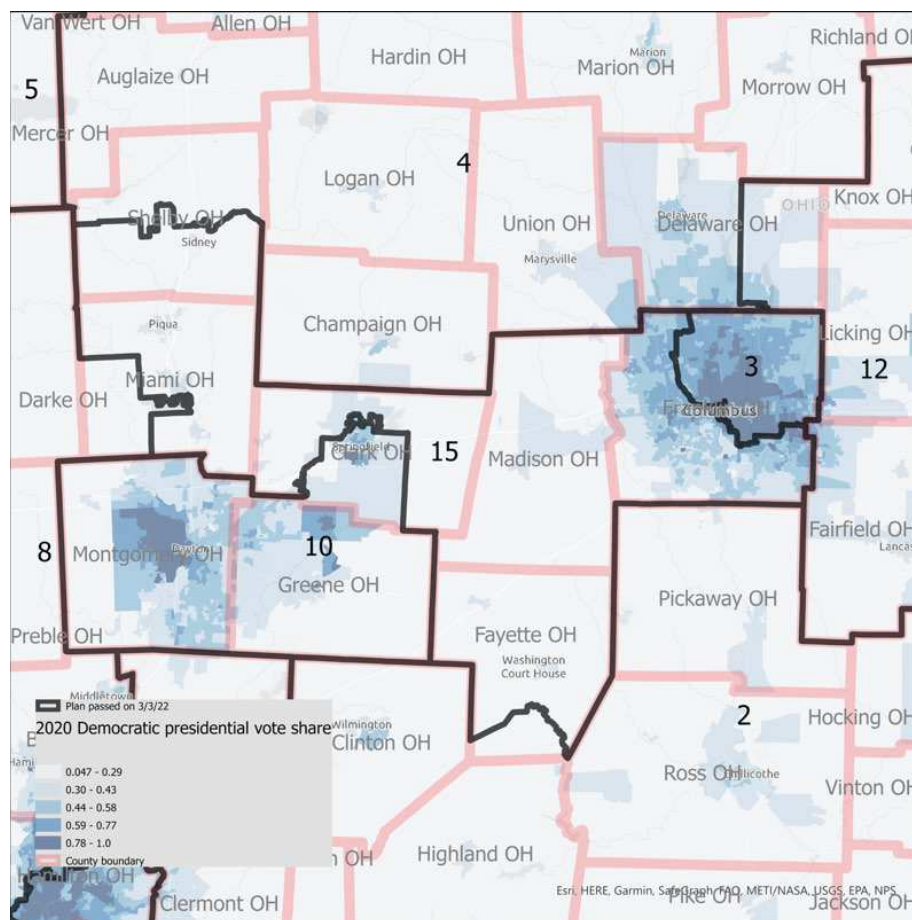 Van Wert OH
Allen OH
Richland OH
Hardin OH
Marion
Marion OH
Auglaize OH
Morrow OH
5
Mercer OH
4
Logan OH
OHIO
Knox OH
Shelby OH
Sidney
Union OH
Delaware
Delaware OH
Marysville
Piqua
Champaign OH
Licking OH
3
12
Miami OH
Darke OH
Columbus
Springfield
Clark OH
15
Madison OH
8
Montgomery OH
Dayton
10
Greene OH
Fairfield OH
Lancas
Pickaway OH
Preble OH
Fayette OH
Washington
Court House
Middletown
Plan passed on 3/3/22
2020 Democratic presidential vote share
Wilmington
Clinton OH
2
Hocking OH
0.047 - 0.29
0.30 - 0.43
0.44 - 0.58
0.59 - 0.77
0.78 - 1.0
County boundary
Ross OH
Chillicothe
Vinton OH
Highland OH
Hamilton OH
Clermont OH
Esri, HERE, Garmin, SafeGraph, FAO, METI/NASA, USGS, EPA, NPS
Pike OH
Jackson OH